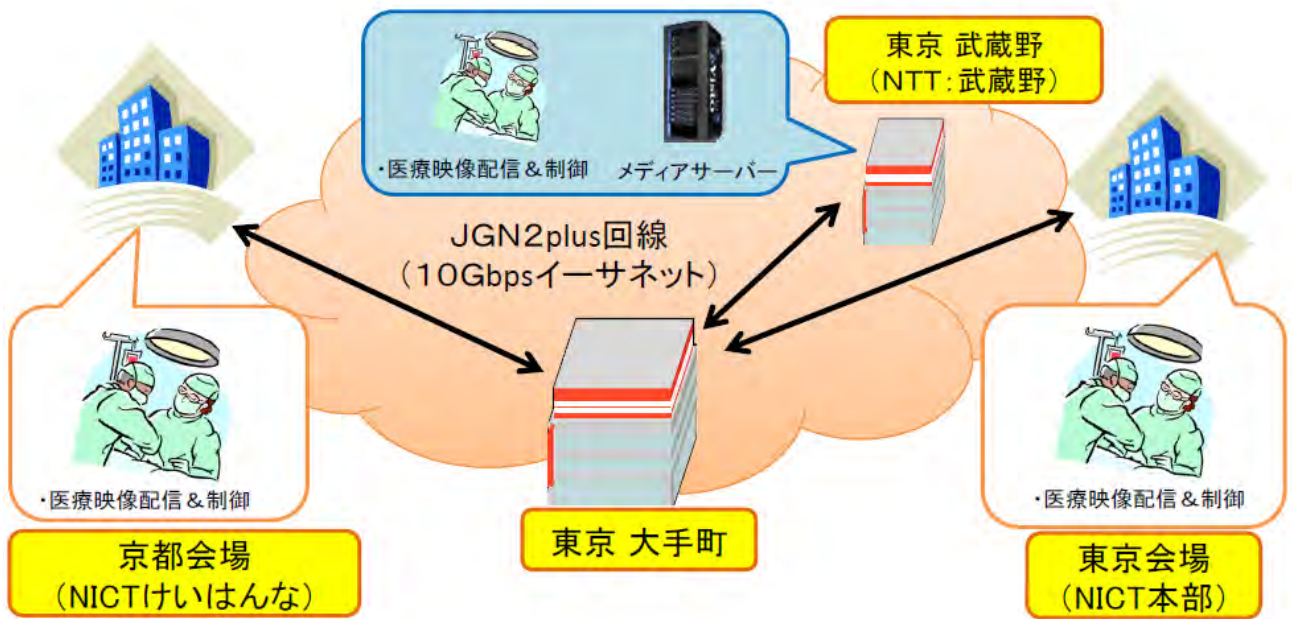 東京 武蔵野
(NTT:武蔵野)
・医療映像配信&制御
メディアサーバー
JGN2plus回線
(10Gbpsイーサネット)
・医療映像配信&制御
京都会場
(NICTけいはんな)
東京 大手町
・医療映像配信&制御
東京会場
(NICT本部)